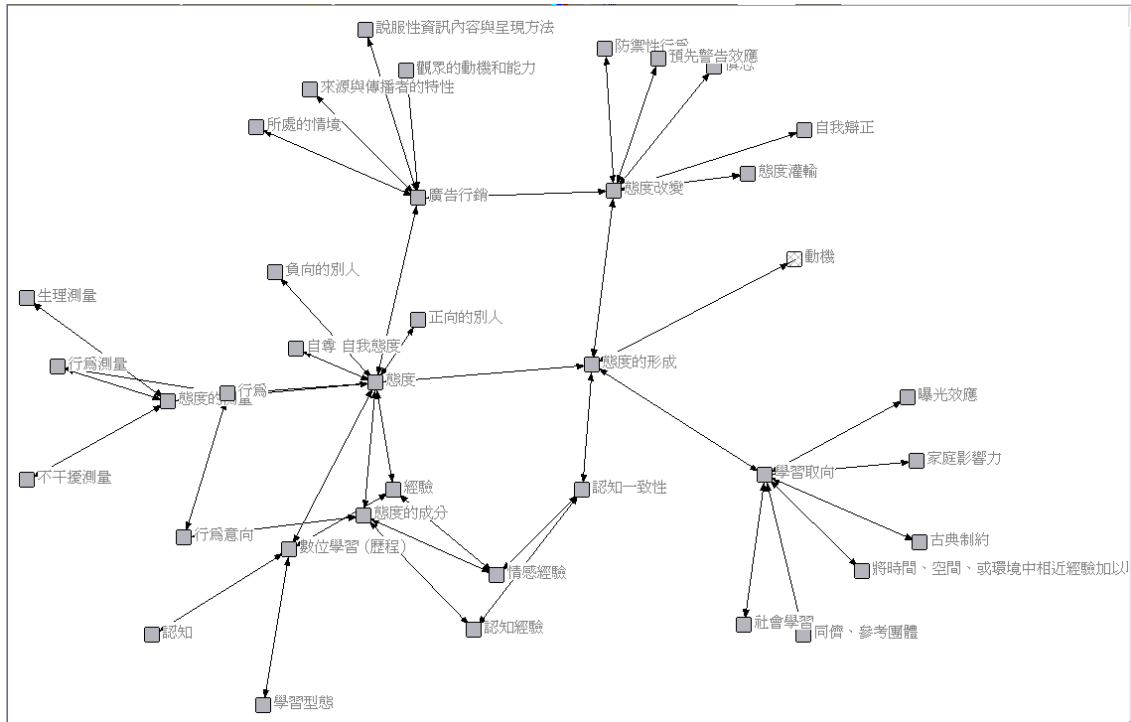 說服性資訊內容與呈現方法
防禦性行為
預先警告效應
觀眾的動機和能力
來源與傳播者的特性
所處的情境
自我辯正
態度灌輸
廣告行銷
態度改變
動機
負向的別人
生理測量
正向的別人
自尊 自我態度
行為測量
態度的形成
態度
行為
態度的測量
曝光效應
家庭影響力
學習取向
不干擾測量
經驗
認知一致性
態度的成分
行為意向
數位學習 (歷程)
古典制約
情感經驗
將時間、空間、或環境中相近經驗加以
社會學習
同儕、參考團體
認知
認知經驗
學習型態